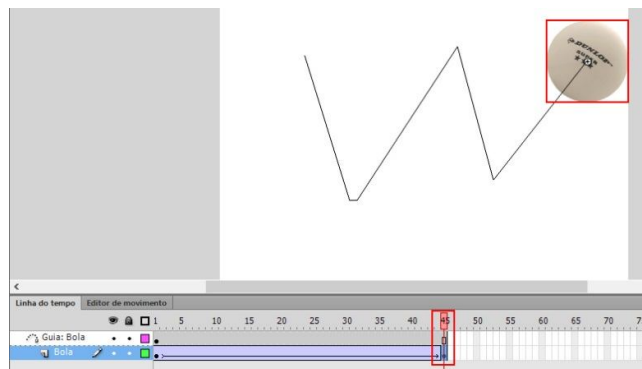 DUNLOP
Linha do tempo Editor de movimento
1 5 10 15 20 25 30 35 40 45 50 55 60 65 70
Guia: Bola
Bola